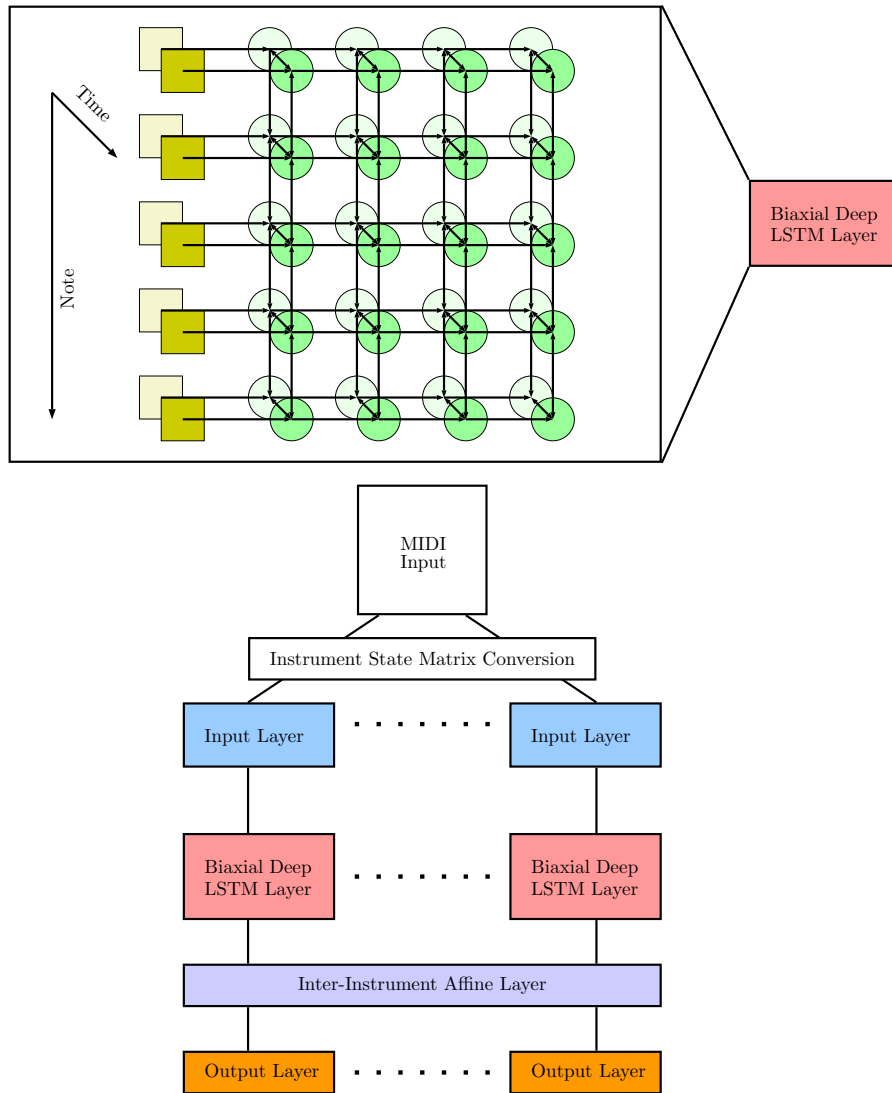 Time
Note
Biaxial Deep
LSTM Layer
MIDI
Input
Instrument State Matrix Conversion
Input Layer
Input Layer
Biaxial Deep
LSTM Layer
Biaxial Deep
LSTM Layer
Inter-Instrument Affine Layer
Output Layer
Output Layer